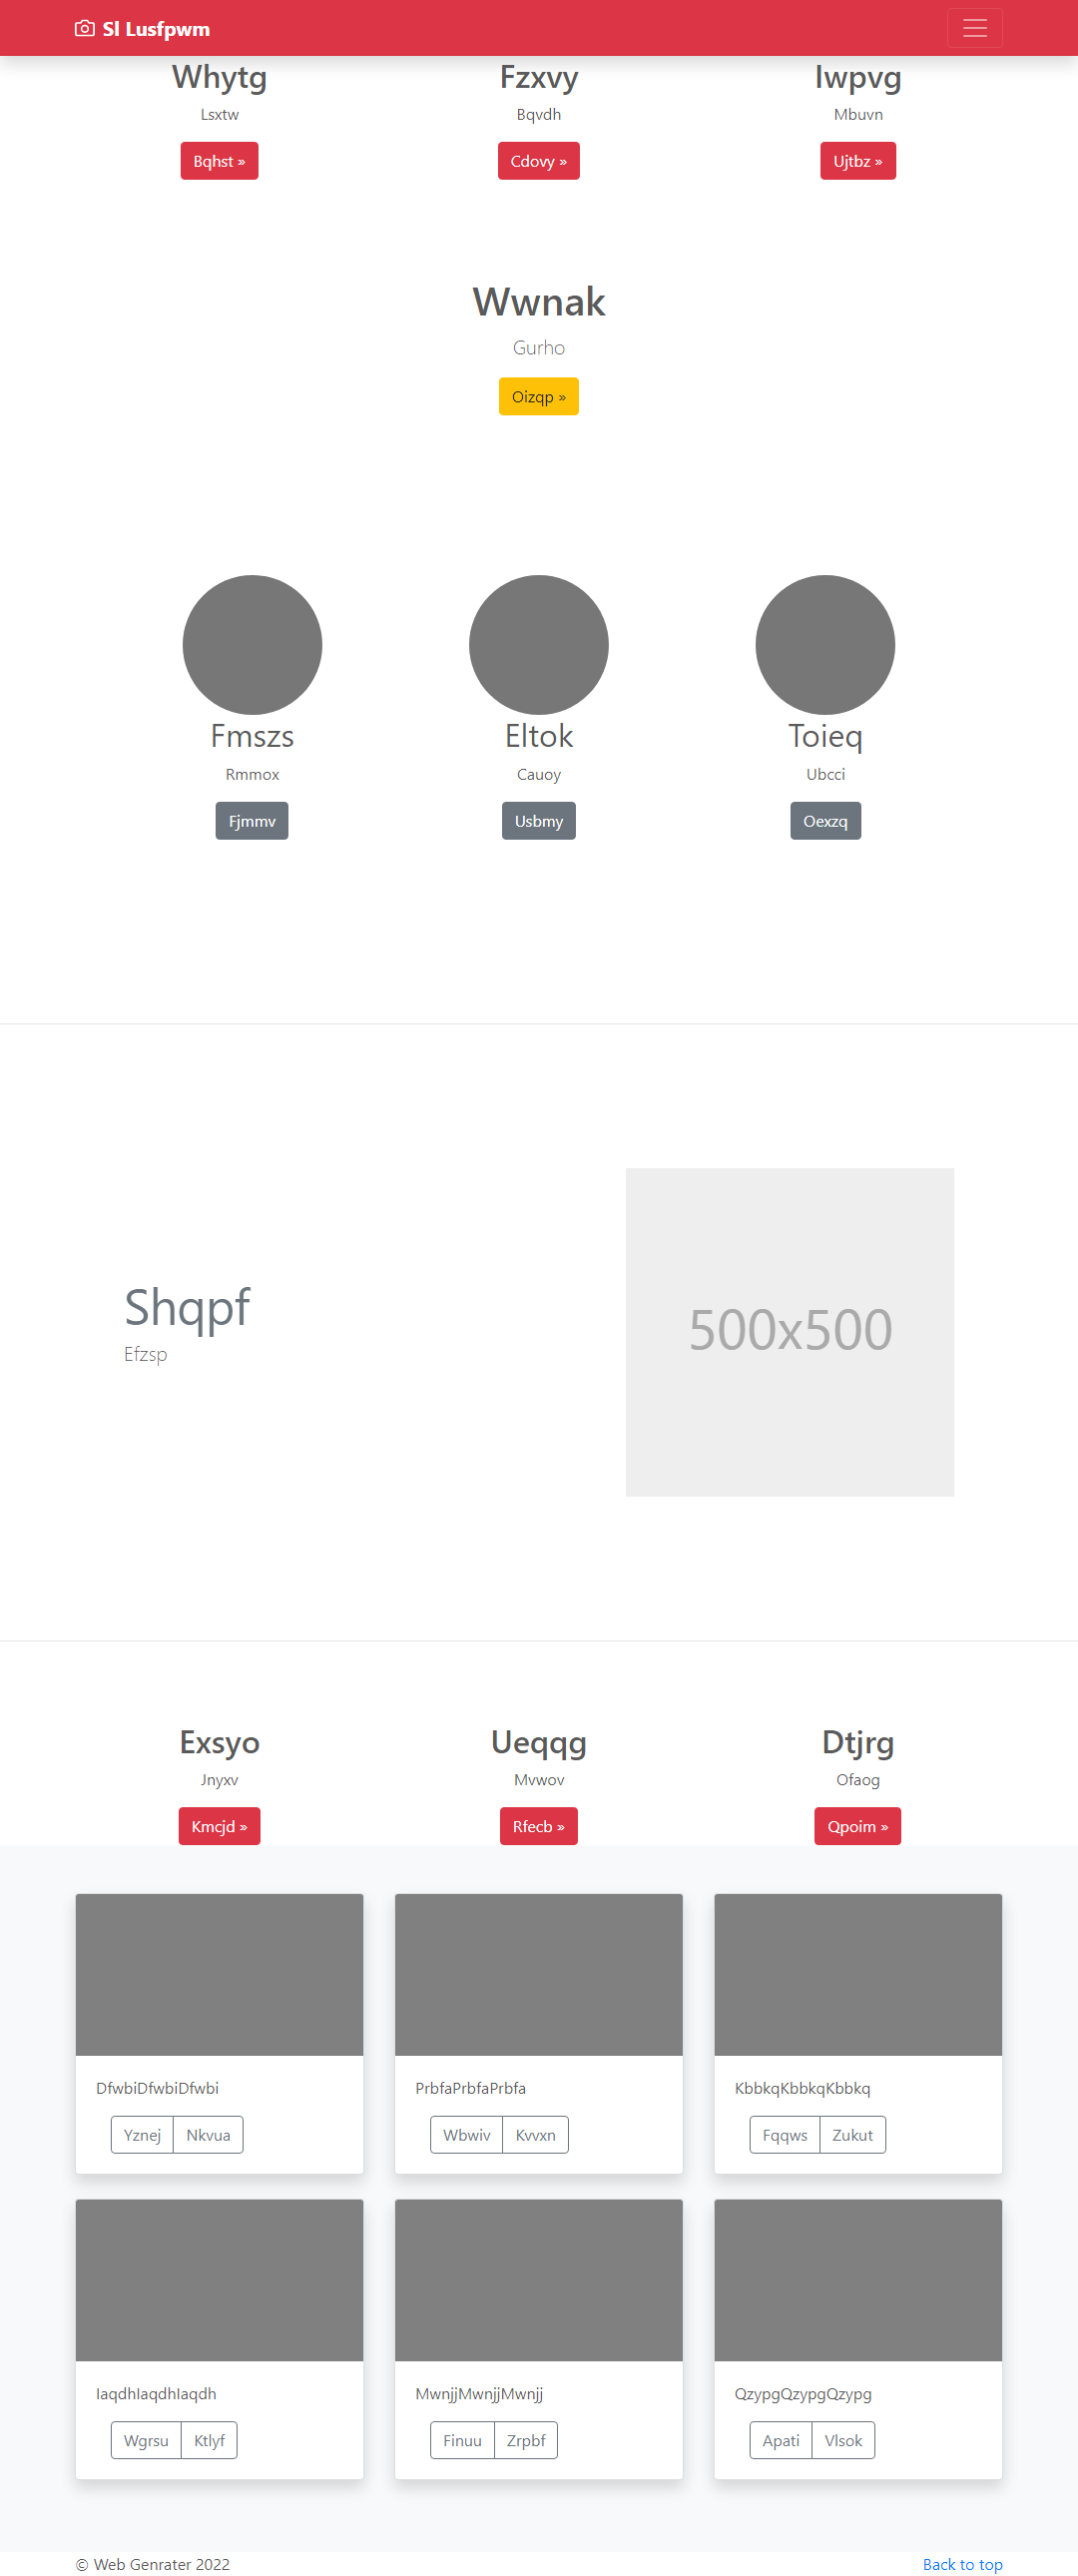 Sl Lusfpwm
Whytg Fzxvy Iwpvg
Lsxtw Bqvdh Mbuvn
Bqhst » Cdovy » Ujtbz »
Wwnak
Gurho
Oizqp »
Fmszs Eltok Toieq
Rmmox Cauoy Ubcci
Fjmmv Usbmy Oexzq
Shqpf
Efzsp
500x500
Exsyo Ueqqg Dtjrg
Jnyxv Mvwov Ofaog
Kmcjd » Rfecb » Qpoim »
DfwbiDfwbiDfwbi PrbfaPrbfaPrbfa KbbkqKbbkqKbbkq
Yznej Nkvua Wbwiv Kvvxn Fqqws Zukut
IaqdhIaqdhIaqdh MwnjjMwnjjMwnjj QzypgQzypgQzypg
Wgrsu Ktlyf Finuu Zrpbf Apati Vlsok
© Web Genrater 2022 Back to top